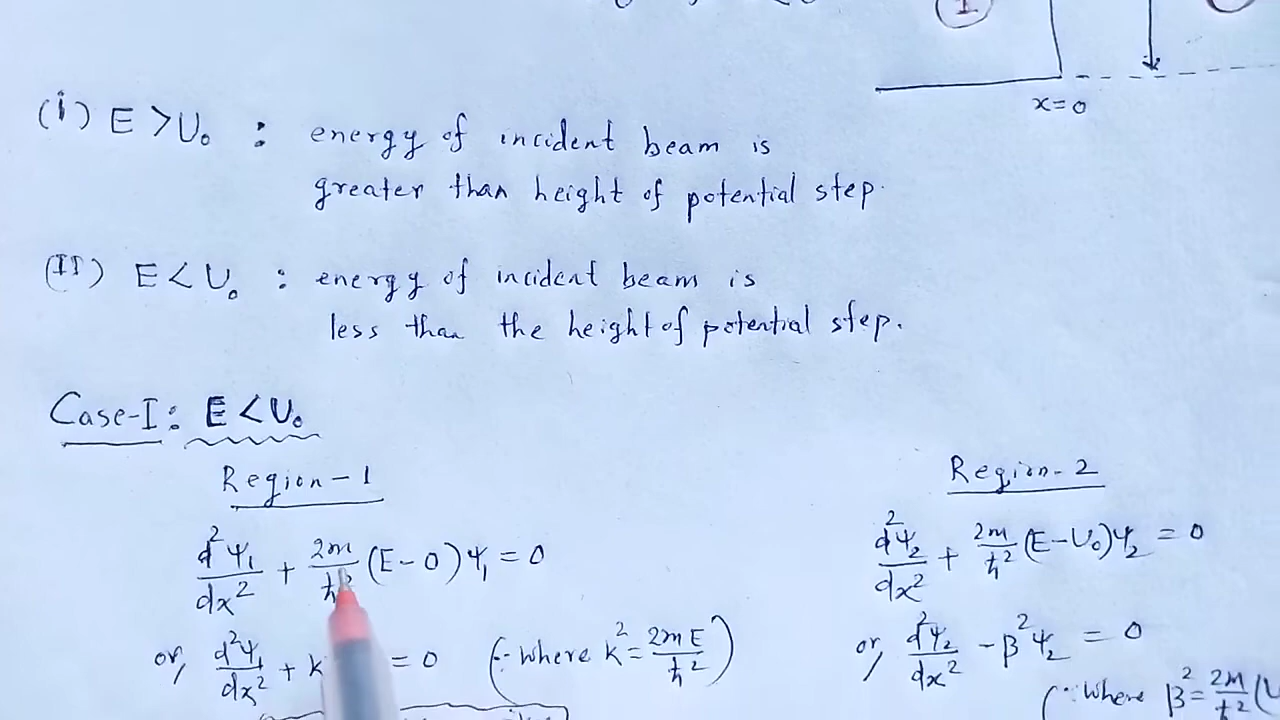 1
x=0
(i) E > U₀ : energy of incident beam is
greater than height of potential step.
(II) E < U₀ : energy of incident beam is
less than the height of potential step.
Case-I: E < U₀
Region-1
d²ψ₁/dx² + 2m/ħ² (E-0)ψ₁ = 0
or, d²ψ₁/dx² + k = 0 (∵ where k² = 2mE/ħ²)
Region-2
d²ψ₂/dx² + 2m/ħ² (E-U₀)ψ₂ = 0
or, d²ψ₂/dx² - β²ψ₂ = 0
(∵ where β² = 2m/ħ² (U